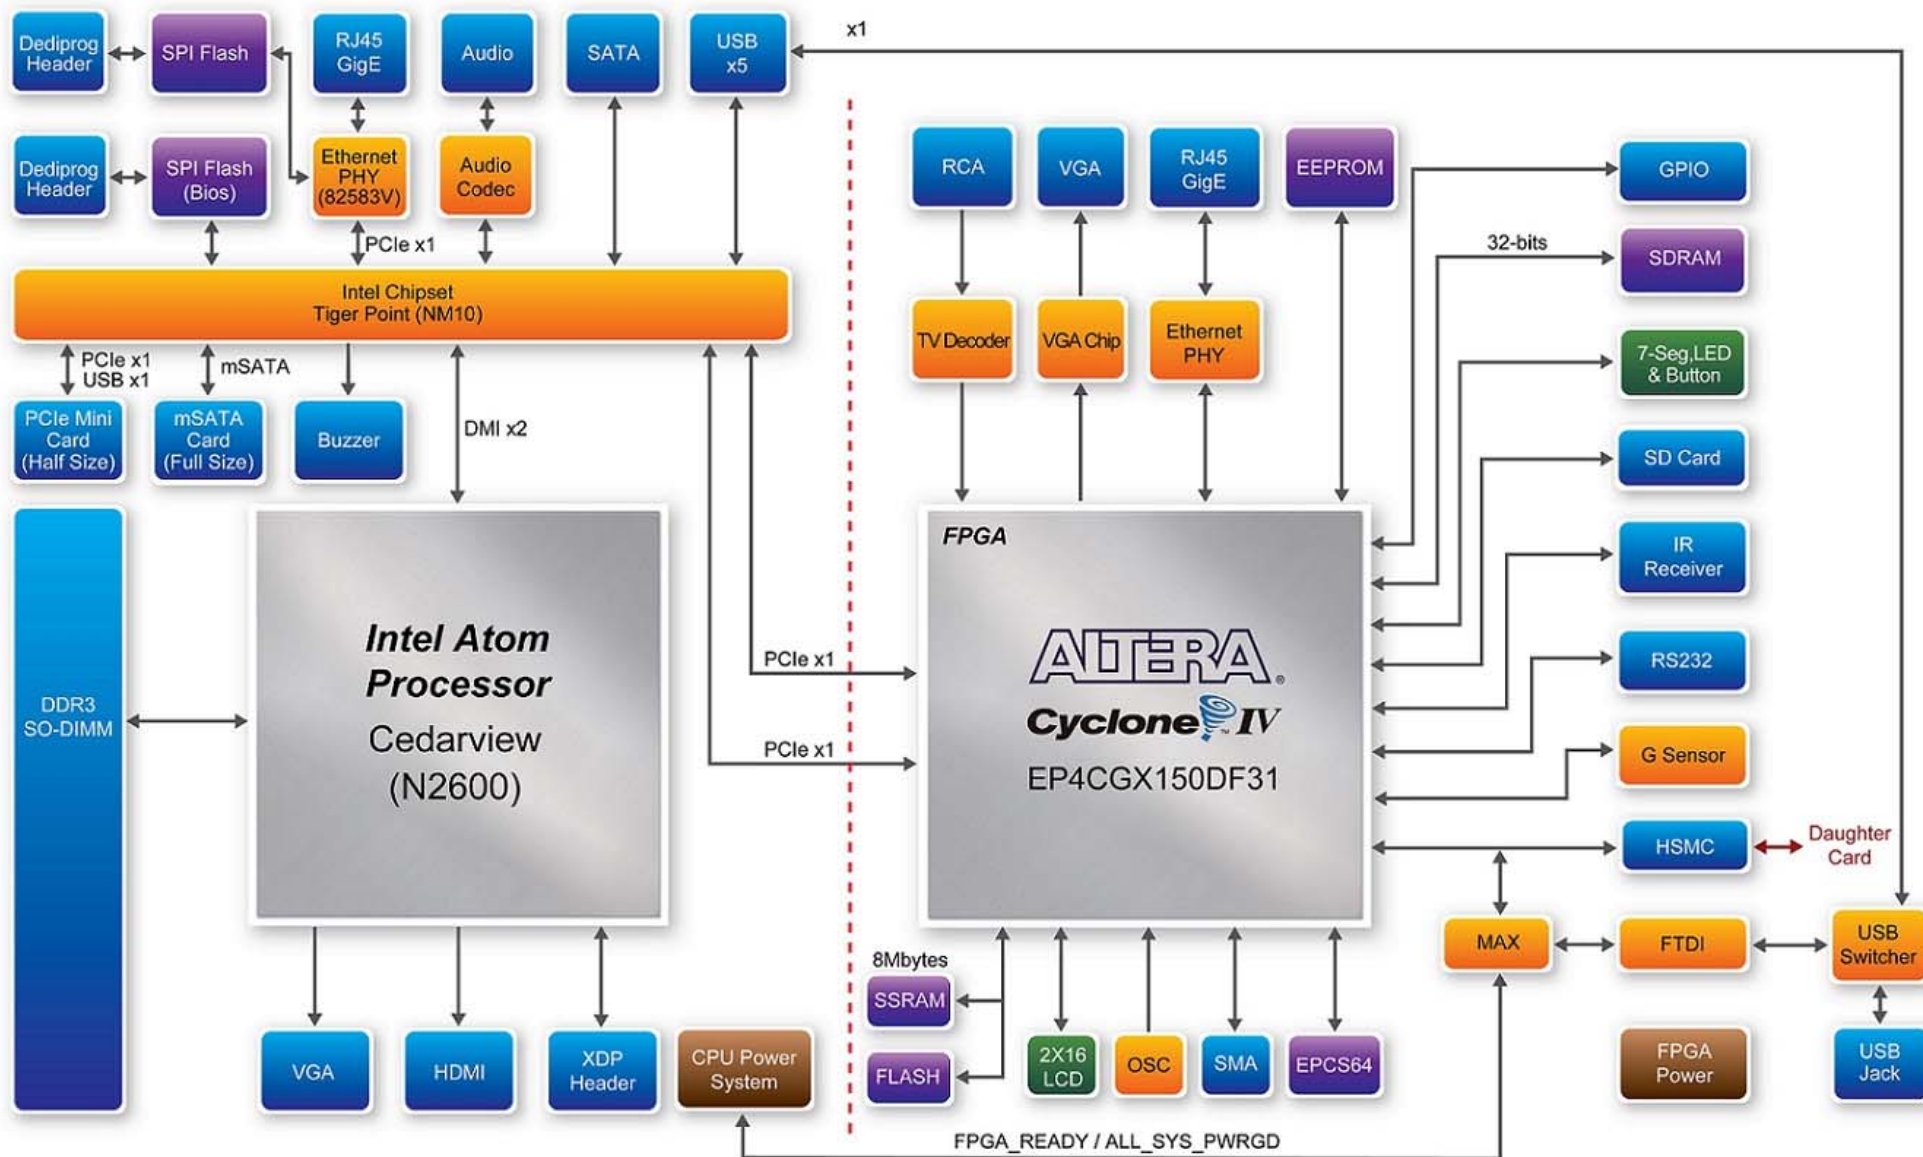 Dediprog
Header
SPI Flash
RJ45
GigE
Audio
SATA
USB
x5
x1
Dediprog
Header
SPI Flash
(Bios)
Ethernet
PHY
(82583V)
Audio
Codec
PCIe x1
Intel Chipset
Tiger Point (NM10)
PCIe x1
USB x1
mSATA
PCIe Mini
Card
(Half Size)
mSATA
Card
(Full Size)
Buzzer
DMI x2
DDR3
SO-DIMM
Intel Atom
Processor
Cedarview
(N2600)
VGA
HDMI
XDP
Header
CPU Power
System
PCIe x1
PCIe x1
RCA
VGA
RJ45
GigE
EEPROM
TV Decoder
VGA Chip
Ethernet
PHY
FPGA
ALTERA
®
Cyclone IV
™
EP4CGX150DF31
GPIO
32-bits
SDRAM
7-Seg,LED
& Button
SD Card
IR
Receiver
RS232
G Sensor
HSMC
Daughter
Card
MAX
FTDI
USB
Switcher
8Mbytes
SSRAM
FLASH
2X16
LCD
OSC
SMA
EPCS64
FPGA
Power
USB
Jack
FPGA_READY / ALL_SYS_PWRGD